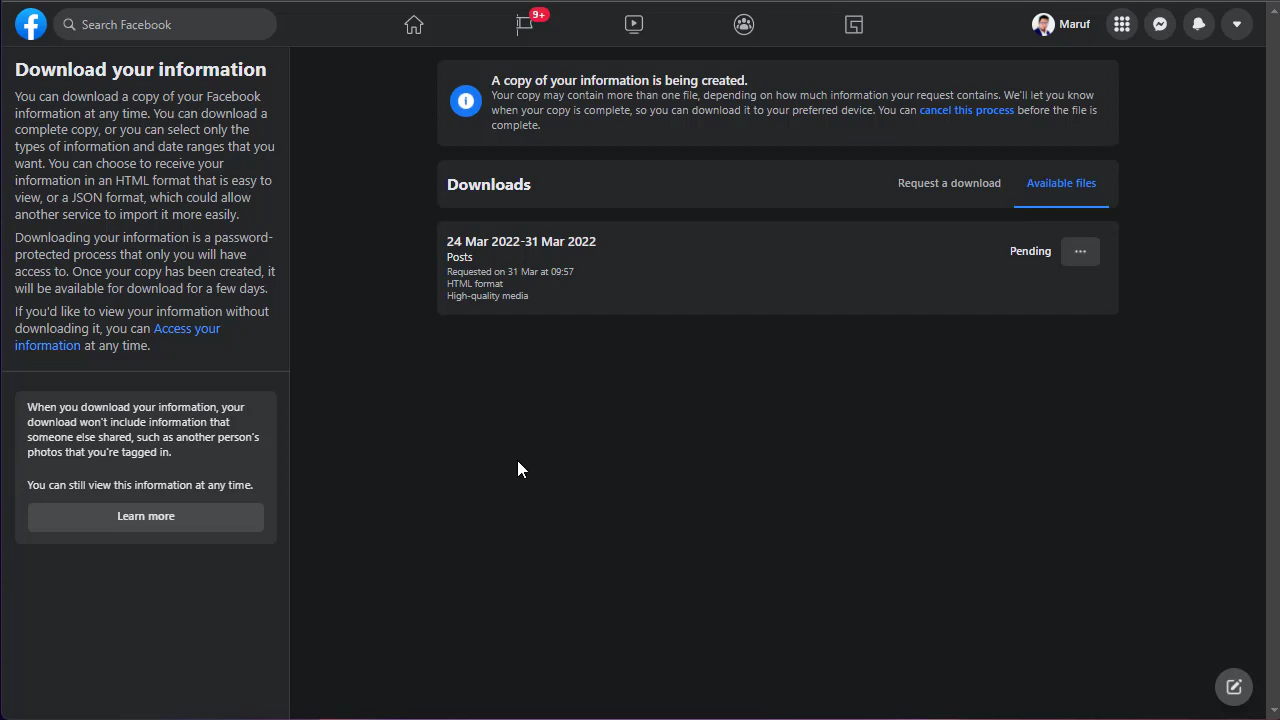 Search Facebook
9+
Maruf
Download your information
You can download a copy of your Facebook
information at any time. You can download a
complete copy, or you can select only the
types of information and date ranges that you
want. You can choose to receive your
information in an HTML format that is easy to
view, or a JSON format, which could allow
another service to import it more easily.
Downloading your information is a password-
protected process that only you will have
access to. Once your copy has been created, it
will be available for download for a few days.
If you'd like to view your information without
downloading it, you can Access your
information at any time.
When you download your information, your
download won't include information that
someone else shared, such as another person's
photos that you're tagged in.
You can still view this information at any time.
Learn more
A copy of your information is being created.
Your copy may contain more than one file, depending on how much information your request contains. We'll let you know
when your copy is complete, so you can download it to your preferred device. You can cancel this process before the file is
complete.
Downloads
Request a download
Available files
24 Mar 2022-31 Mar 2022
Posts
Requested on 31 Mar at 09:57
HTML format
High-quality media
Pending